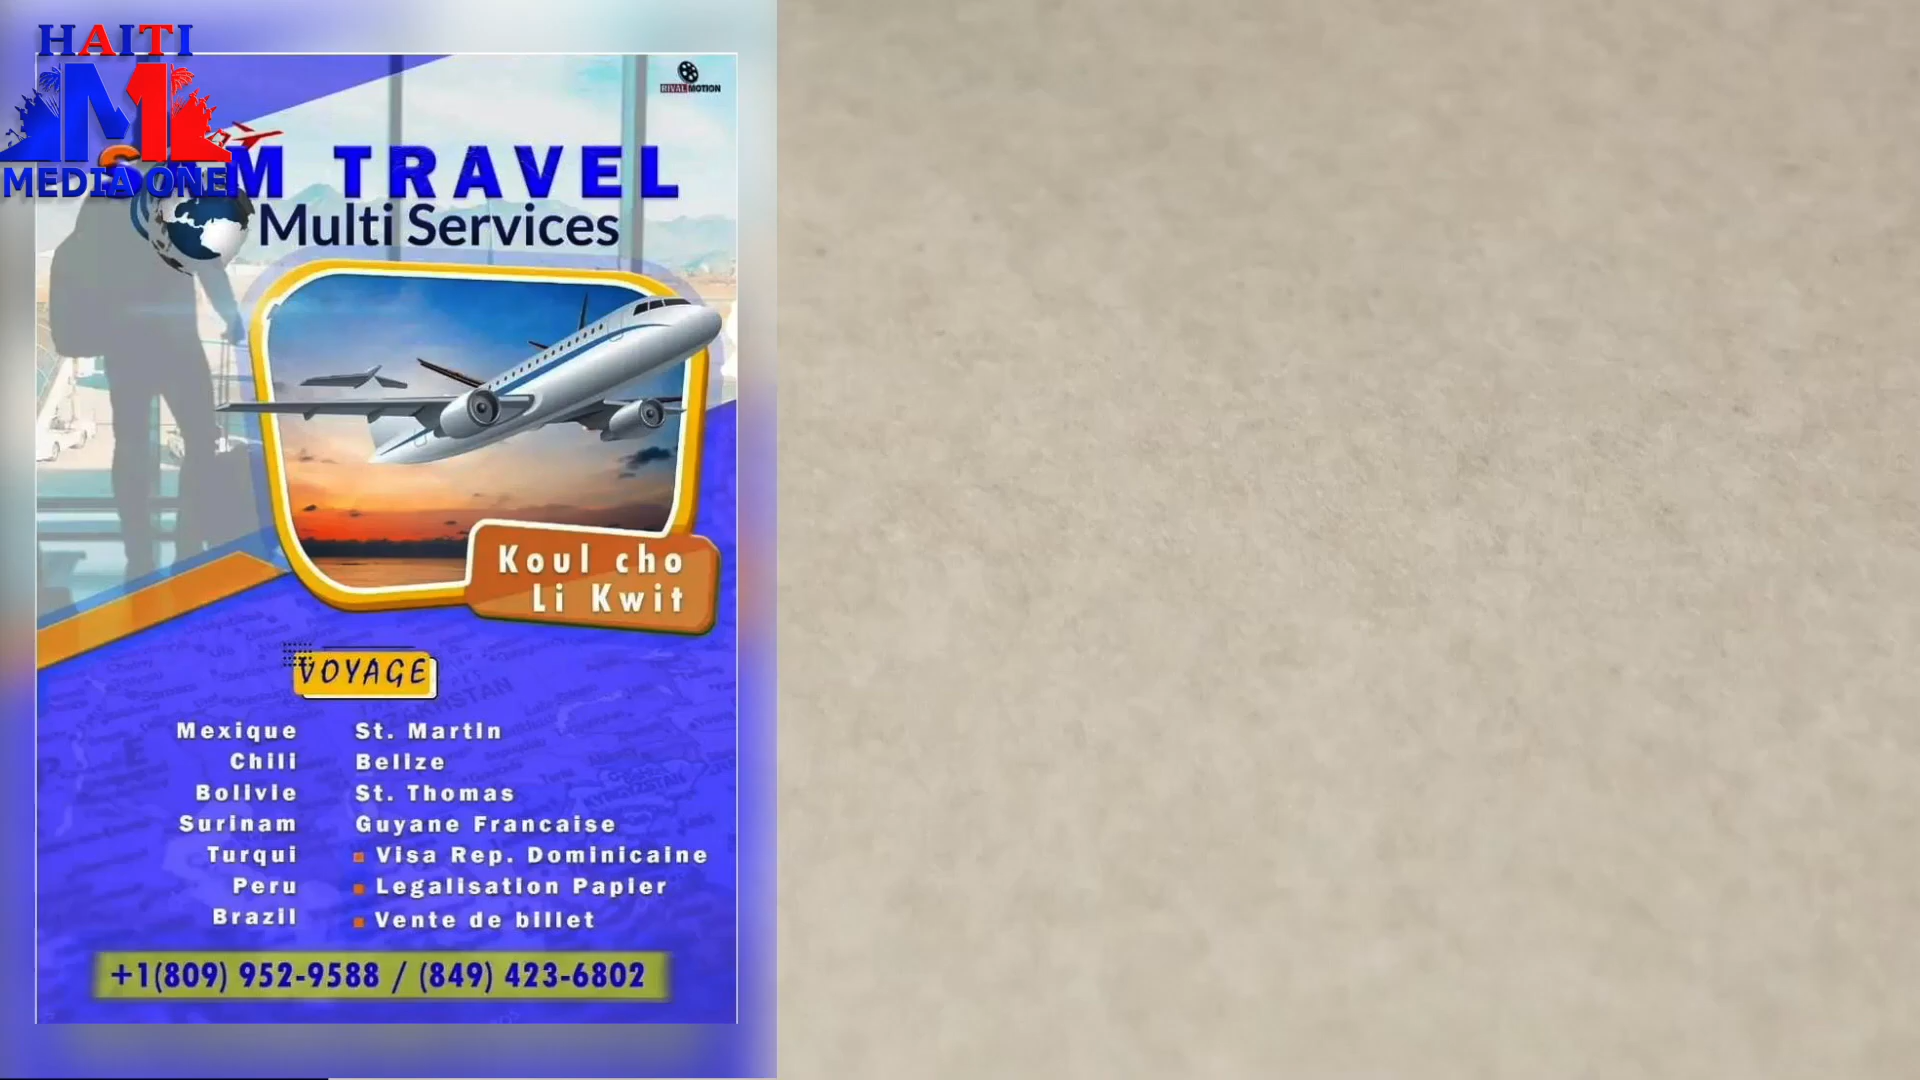 HAITI
MEDIA ONE
RIVAL MOTION
TRAVEL
Multi Services
Koul cho
Li Kwit
VOYAGE
Mexique
Chili
Bolivie
Surinam
Turqui
Peru
Brazil
St. Martin
Belize
St. Thomas
Guyane Francaise
Visa Rep. Dominicaine
Legalisation Papier
Vente de billet
+1(809) 952-9588 / (849) 423-6802